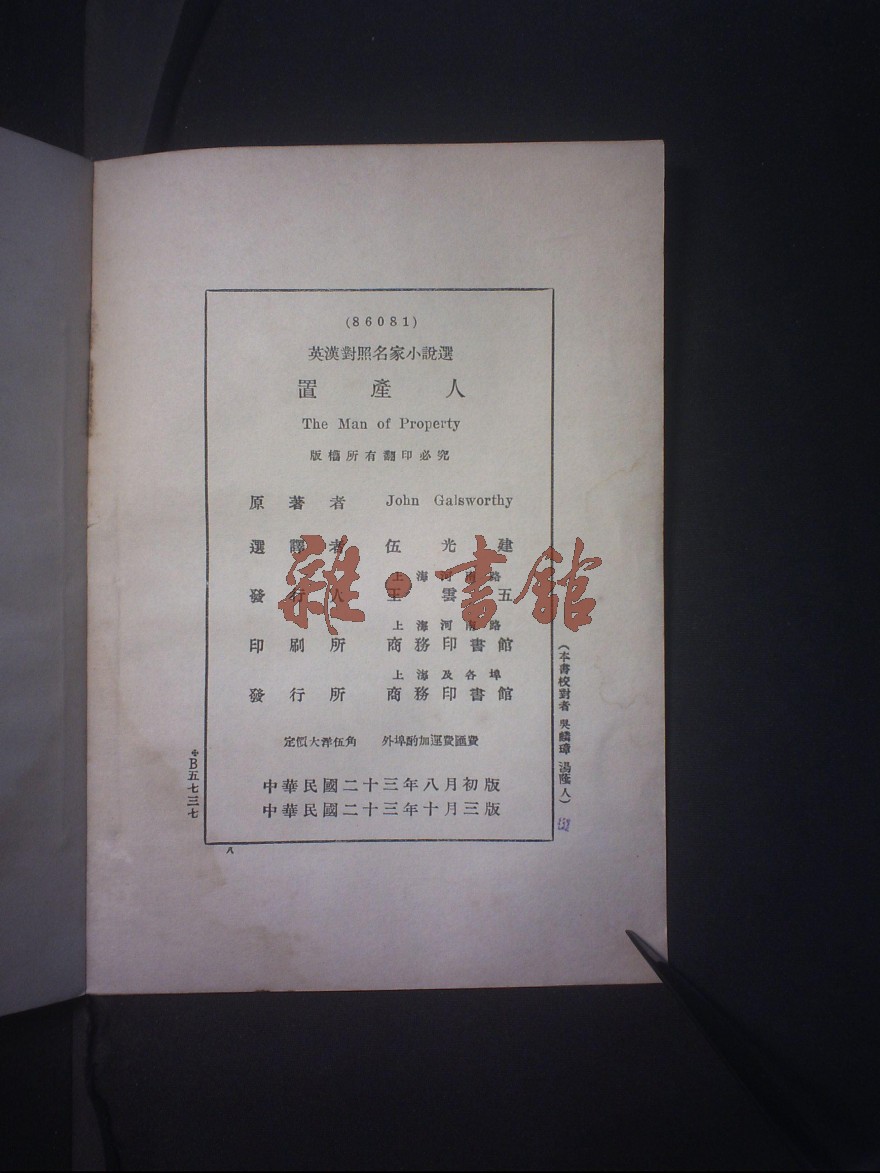 (86081)
英漢對照名家小說選
置產人
The Man of Property
版權所有翻印必究
原著者 John Galsworthy
選譯者 伍光建
上海河南路
發行人 王雲五
上海河南路
印刷所 商務印書館
上海及各埠
發行所 商務印書館
定價大洋伍角 外埠酌加運費匯費
中華民國二十三年八月初版
中華民國二十三年十月三版
(本書校對者 吳麟璋 湯蔭人)
B五七三七
雜·書館